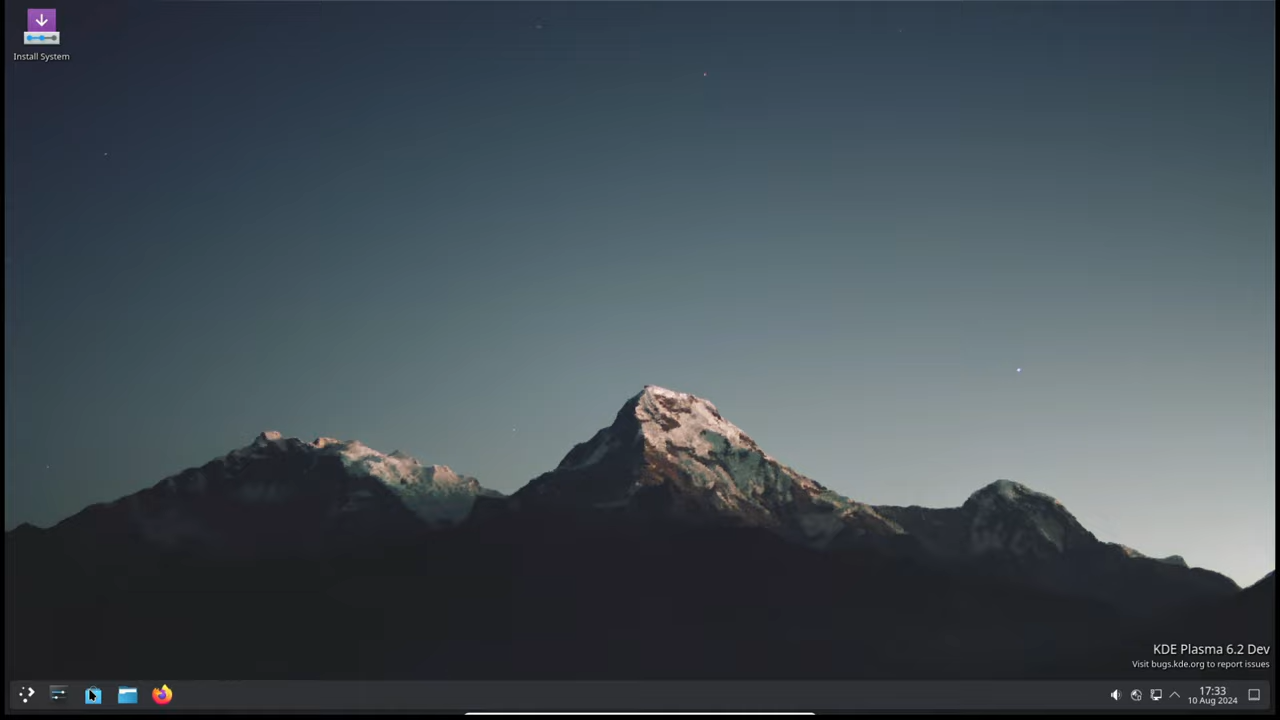 Install System
KDE Plasma 6.2 Dev
Visit bugs.kde.org to report issues
17:33
10 Aug 2024